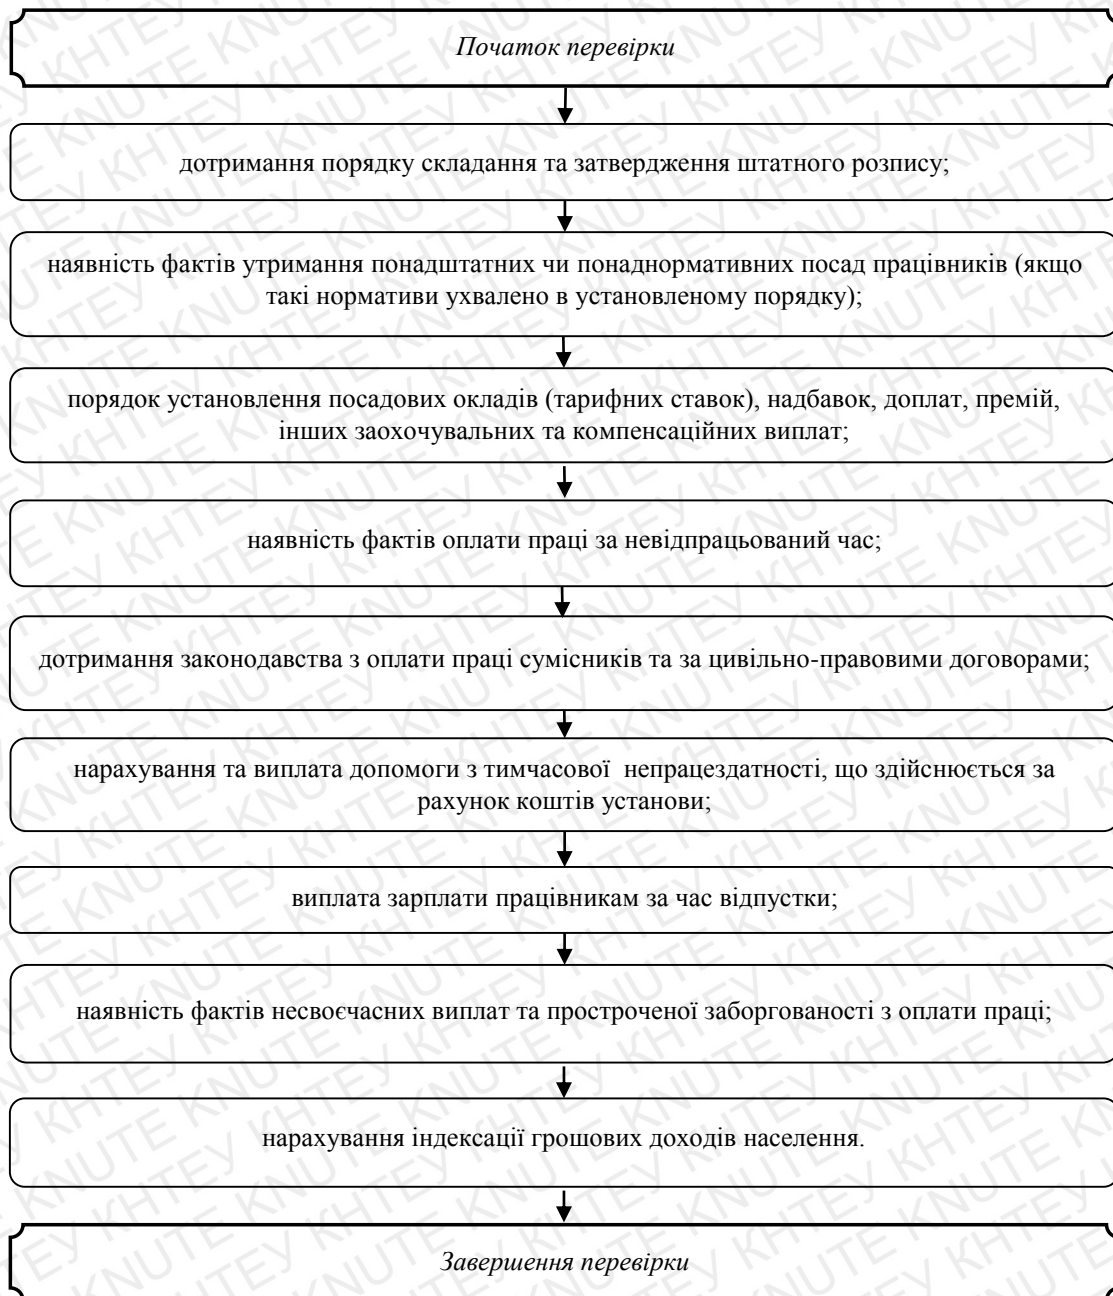 Початок перевірки
дотримання порядку складання та затвердження штатного розпису;
наявність фактів утримання понадштатних чи понаднормативних посад працівників (якщо
такі нормативи ухвалено в установленому порядку);
порядок установлення посадових окладів (тарифних ставок), надбавок, доплат, премій,
інших заохочувальних та компенсаційних виплат;
наявність фактів оплати праці за невідпрацьований час;
дотримання законодавства з оплати праці сумісників та за цивільно-правовими договорами;
нарахування та виплата допомоги з тимчасової непрацездатності, що здійснюється за
рахунок коштів установи;
виплата зарплати працівникам за час відпустки;
наявність фактів несвоєчасних виплат та простроченої заборгованості з оплати праці;
нарахування індексації грошових доходів населення.
Завершення перевірки